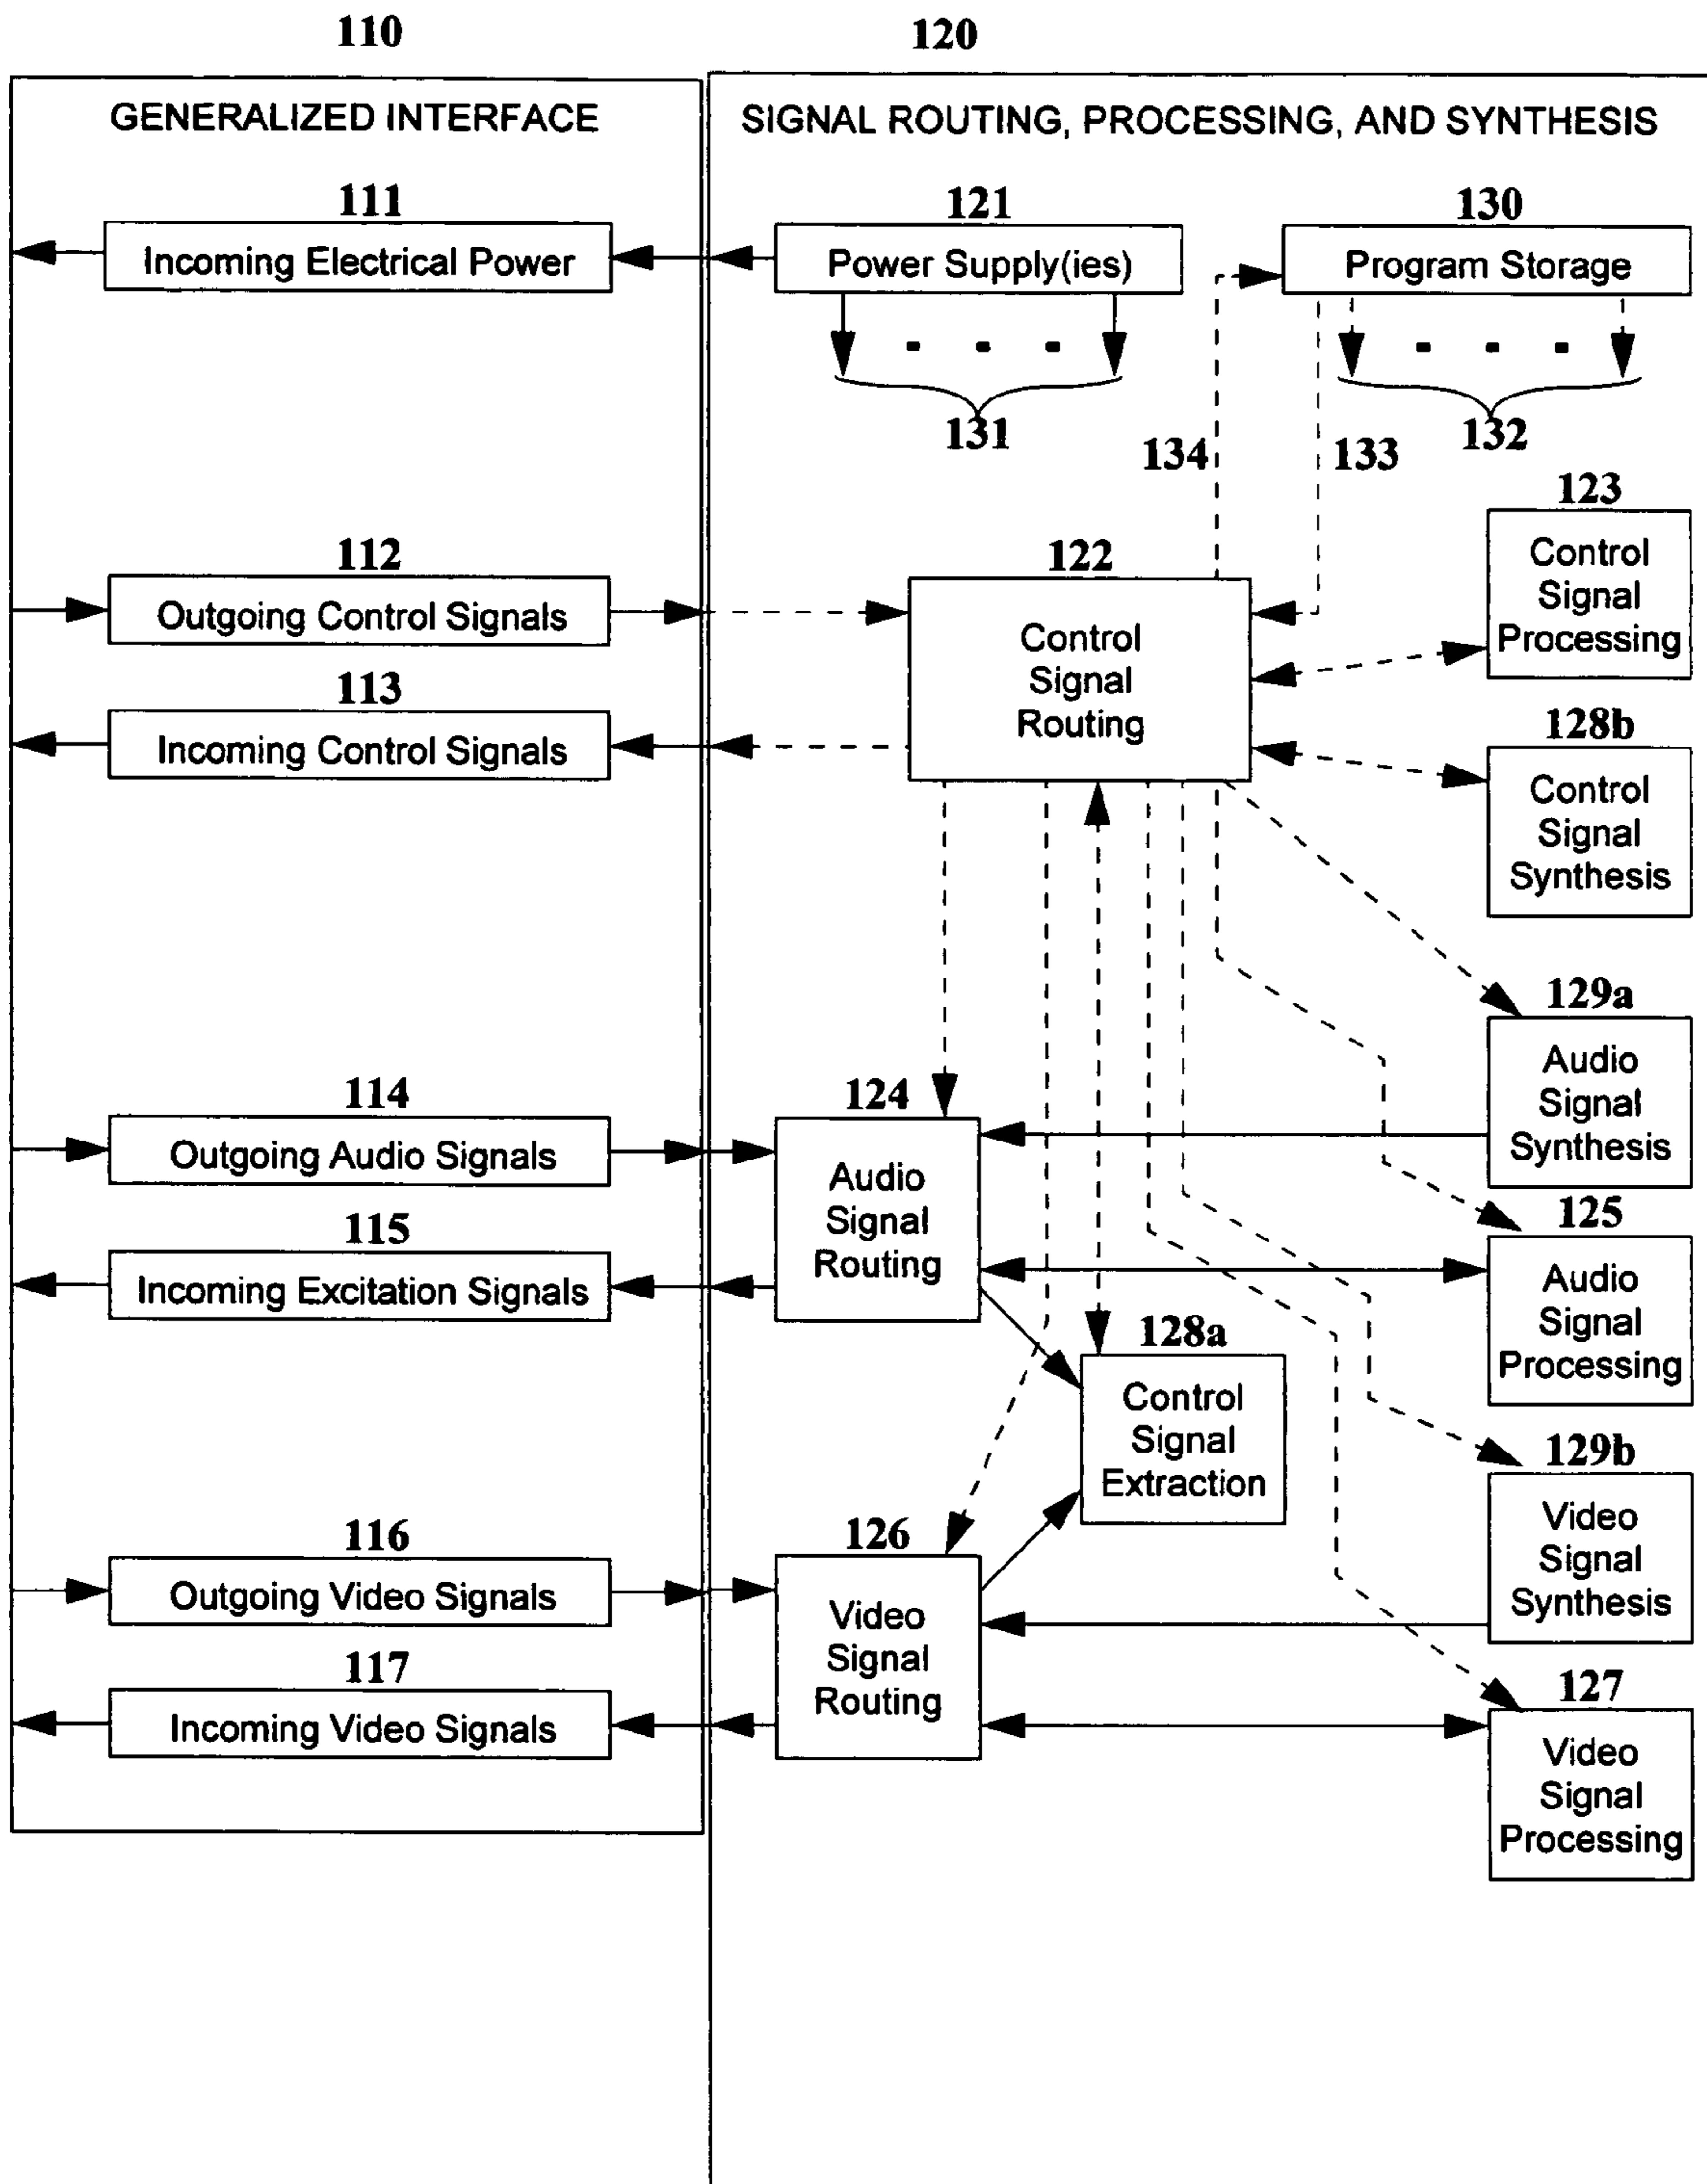 110
120
GENERALIZED INTERFACE
SIGNAL ROUTING, PROCESSING, AND SYNTHESIS
111
Incoming Electrical Power
121
Power Supply(ies)
130
Program Storage
131
132
134
133
123
Control
Signal
Processing
112
Outgoing Control Signals
122
Control
Signal
Routing
113
Incoming Control Signals
128b
Control
Signal
Synthesis
129a
Audio
Signal
Synthesis
114
Outgoing Audio Signals
124
Audio
Signal
Routing
115
Incoming Excitation Signals
125
Audio
Signal
Processing
128a
Control
Signal
Extraction
129b
Video
Signal
Synthesis
116
Outgoing Video Signals
126
Video
Signal
Routing
117
Incoming Video Signals
127
Video
Signal
Processing